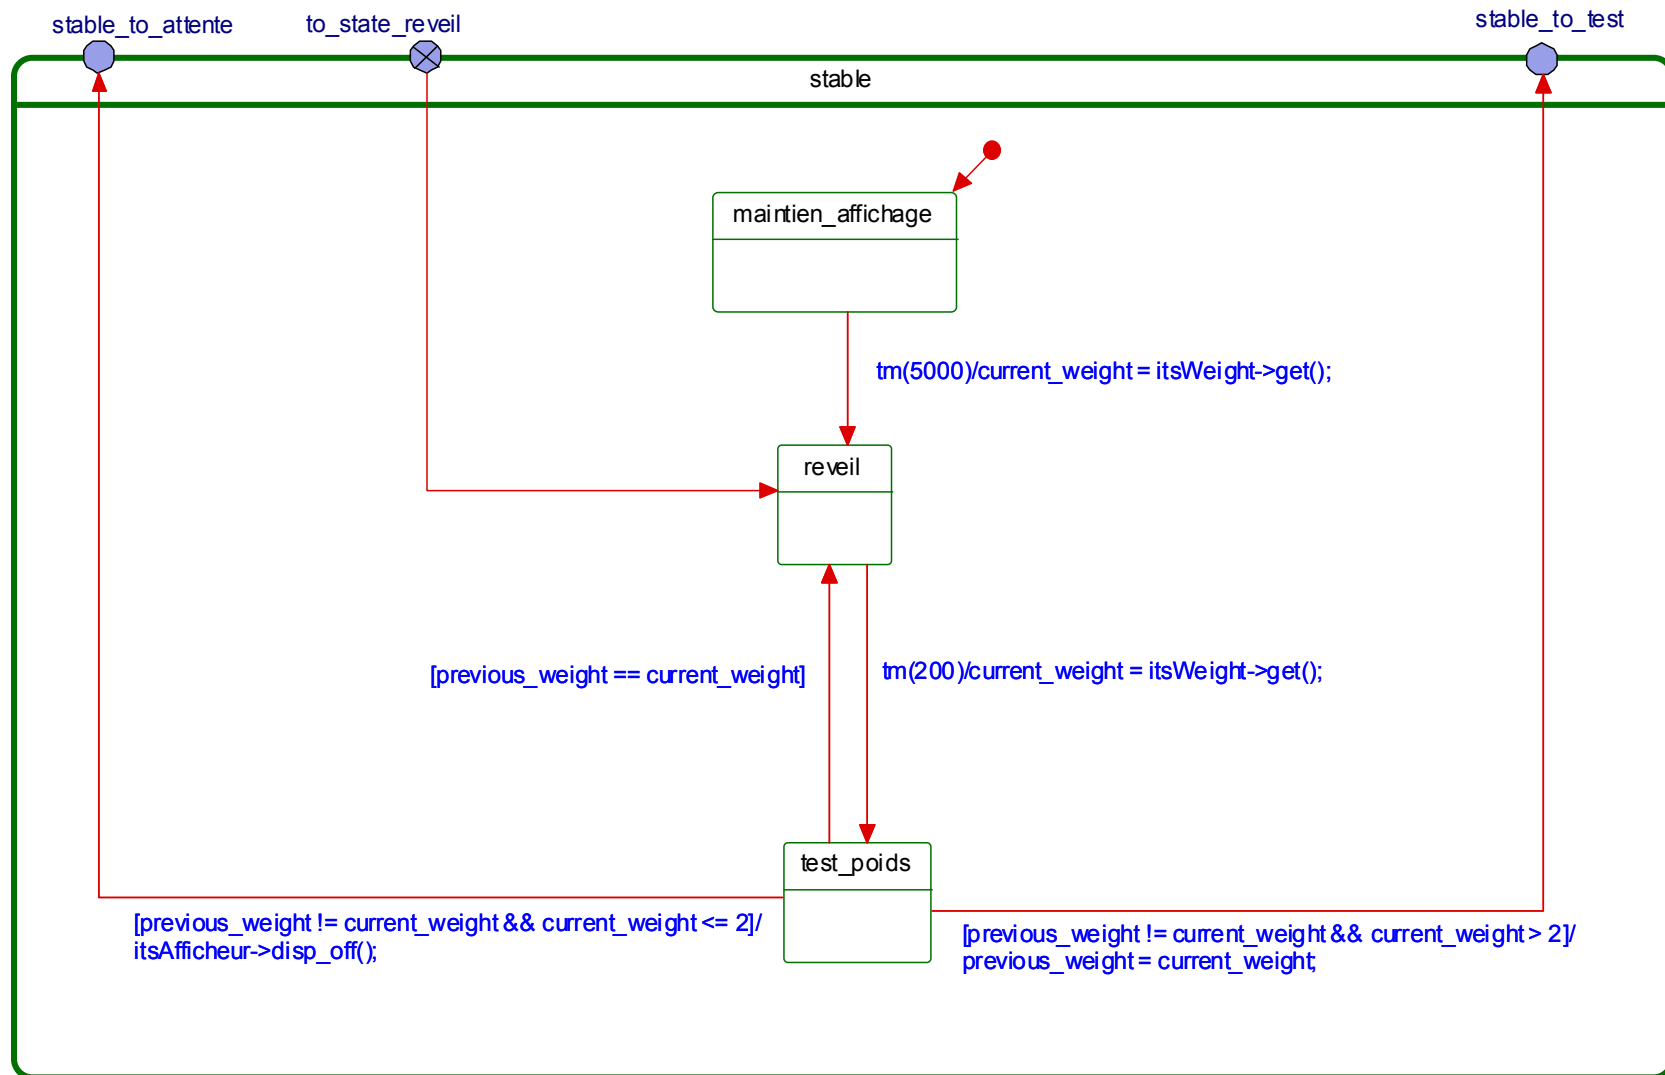 stable_to_attente
to_state_reveil
stable_to_test
stable
maintien_affichage
tm(5000)/current_weight = itsWeight->get();
reveil
[previous_weight == current_weight]
tm(200)/current_weight = itsWeight->get();
test_poids
[previous_weight != current_weight && current_weight <= 2]/
itsAfficheur->disp_off();
[previous_weight != current_weight && current_weight > 2]/
previous_weight = current_weight;